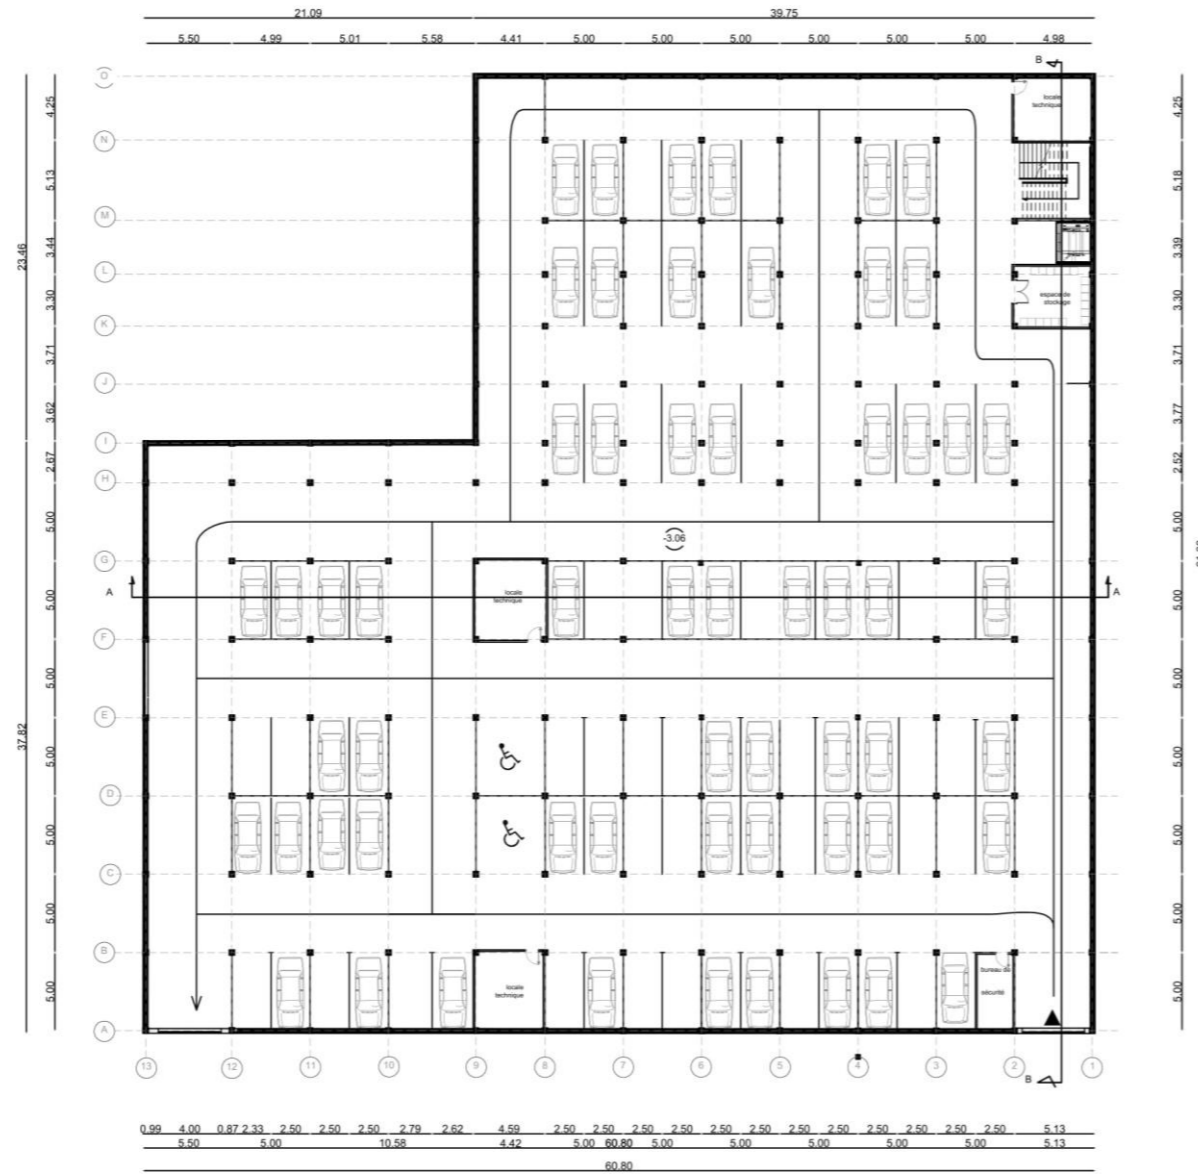 21.09 39.75
5.50 4.99 5.01 5.58 4.41 5.00 5.00 5.00 5.00 5.00 5.00 4.98
B
O
4.25
locale
technique
4.25
N
5.13
5.18
M
23.46
3.44
3.39
L
3.30
espace de
stockage
3.30
K
3.71
3.71
J
3.62
3.77
I
2.67
2.52
H
5.00
5.00
-3.06
G
A
5.00
locale
technique
5.00
A
F
5.00
5.00
E
37.82
5.00
5.00
D
5.00
5.00
C
5.00
5.00
B
5.00
locale
technique
bureau de
sécurité
5.00
A
13 12 11 10 9 8 7 6 5 4 3 2 1
B
0.99 4.00 0.87 2.33 2.50 2.50 2.50 2.79 2.62 4.59 2.50 2.50 2.50 2.50 2.50 2.50 2.50 2.50 2.50 2.50 2.50 2.50 5.13
5.50 5.00 10.58 4.42 5.00 60.80 5.00 5.00 5.00 5.00 5.00 5.13
60.80